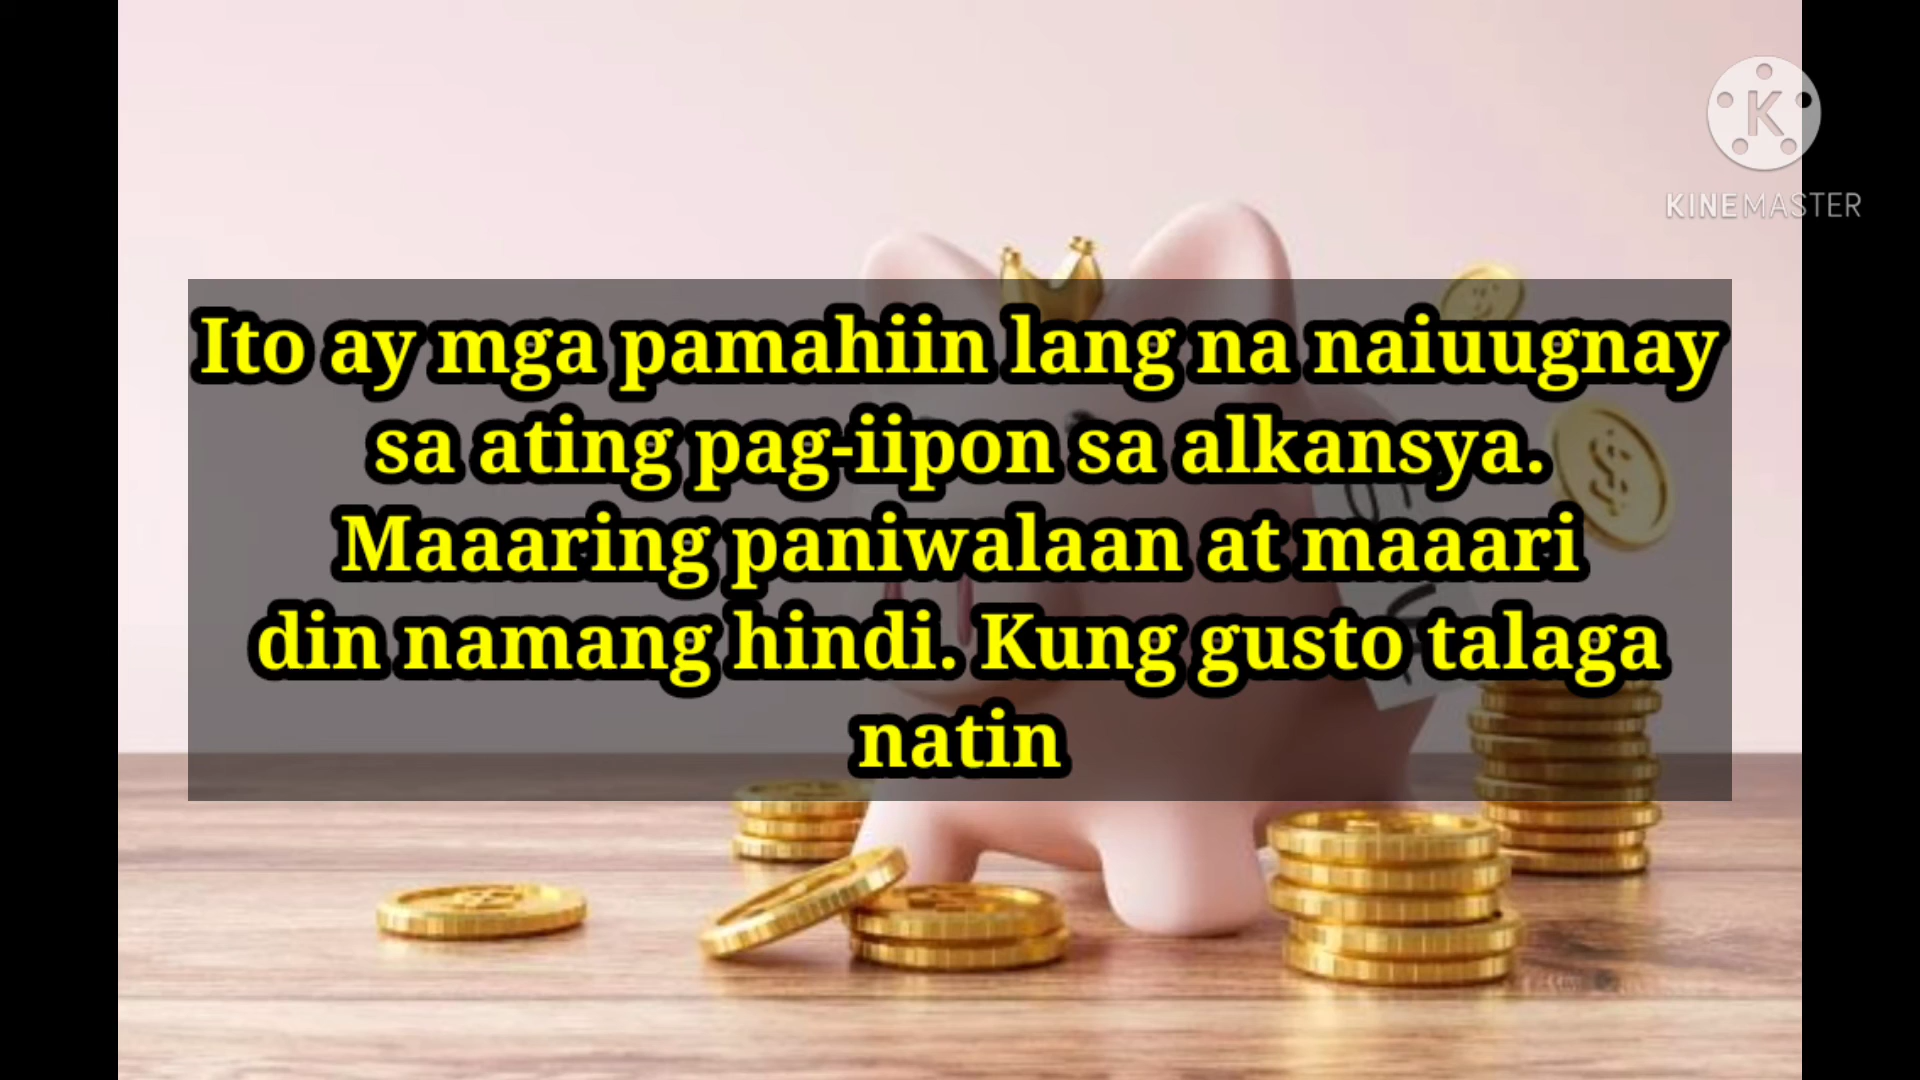 KINEMASTER
Ito ay mga pamahiin lang na naiuugnay
sa ating pag-iipon sa alkansya.
Maaaring paniwalaan at maaari
din namang hindi. Kung gusto talaga
natin